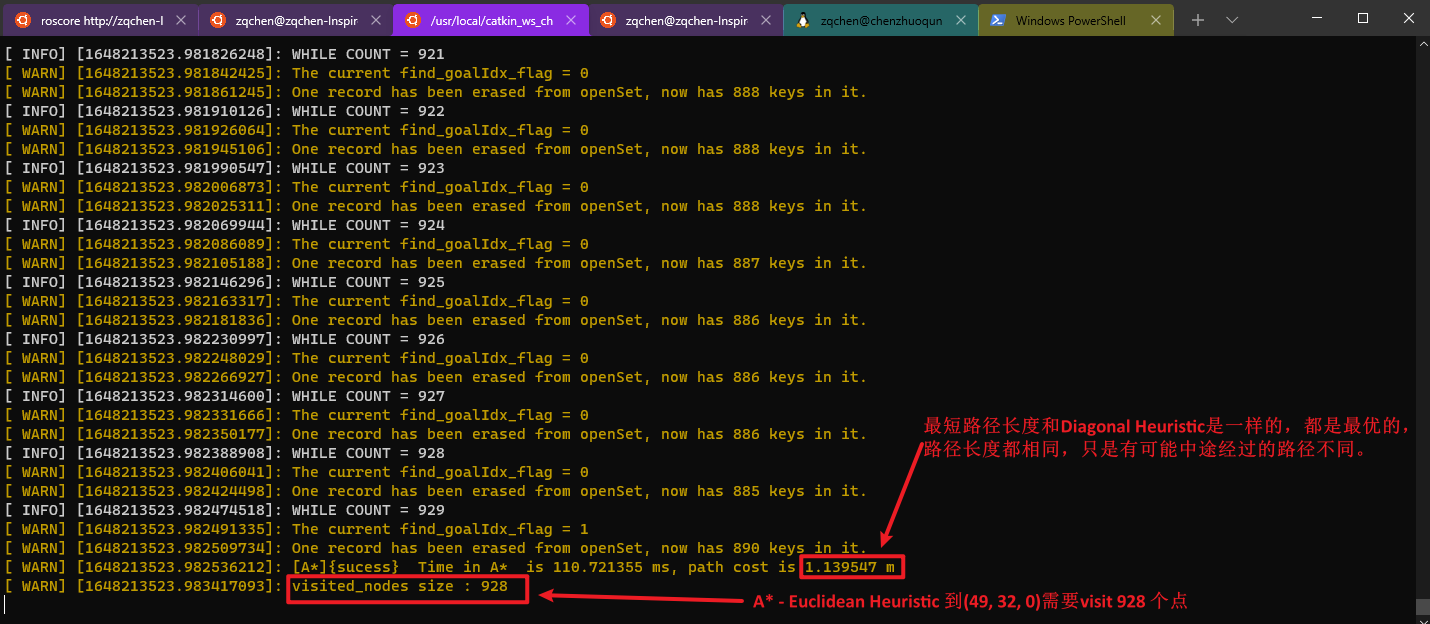 roscore http://zqchen-I
zqchen@zqchen-Inspir
/usr/local/catkin_ws_ch
zqchen@zqchen-Inspir
zqchen@chenzhuoqun
Windows PowerShell
[ INFO] [1648213523.981826248]: WHILE COUNT = 921
[ WARN] [1648213523.981842425]: The current find_goalIdx_flag = 0
[ WARN] [1648213523.981861245]: One record has been erased from openSet, now has 888 keys in it.
[ INFO] [1648213523.981910126]: WHILE COUNT = 922
[ WARN] [1648213523.981926064]: The current find_goalIdx_flag = 0
[ WARN] [1648213523.981945106]: One record has been erased from openSet, now has 888 keys in it.
[ INFO] [1648213523.981990547]: WHILE COUNT = 923
[ WARN] [1648213523.982006873]: The current find_goalIdx_flag = 0
[ WARN] [1648213523.982025311]: One record has been erased from openSet, now has 888 keys in it.
[ INFO] [1648213523.982069944]: WHILE COUNT = 924
[ WARN] [1648213523.982086089]: The current find_goalIdx_flag = 0
[ WARN] [1648213523.982105188]: One record has been erased from openSet, now has 887 keys in it.
[ INFO] [1648213523.982146296]: WHILE COUNT = 925
[ WARN] [1648213523.982163317]: The current find_goalIdx_flag = 0
[ WARN] [1648213523.982181836]: One record has been erased from openSet, now has 886 keys in it.
[ INFO] [1648213523.982230997]: WHILE COUNT = 926
[ WARN] [1648213523.982248029]: The current find_goalIdx_flag = 0
[ WARN] [1648213523.982266927]: One record has been erased from openSet, now has 886 keys in it.
[ INFO] [1648213523.982314600]: WHILE COUNT = 927
[ WARN] [1648213523.982331666]: The current find_goalIdx_flag = 0
[ WARN] [1648213523.982350177]: One record has been erased from openSet, now has 886 keys in it.
[ INFO] [1648213523.982388908]: WHILE COUNT = 928
[ WARN] [1648213523.982406041]: The current find_goalIdx_flag = 0
[ WARN] [1648213523.982424498]: One record has been erased from openSet, now has 885 keys in it.
[ INFO] [1648213523.982474518]: WHILE COUNT = 929
[ WARN] [1648213523.982491335]: The current find_goalIdx_flag = 1
[ WARN] [1648213523.982509734]: One record has been erased from openSet, now has 890 keys in it.
[ WARN] [1648213523.982536212]: [A*]{sucess}  Time in A*  is 110.721355 ms, path cost is 1.139547 m
[ WARN] [1648213523.983417093]: visited_nodes size : 928
最短路径长度和Diagonal Heuristic是一样的，都是最优的，
路径长度都相同，只是有可能中途经过的路径不同。
A* - Euclidean Heuristic 到(49, 32, 0)需要visit 928 个点